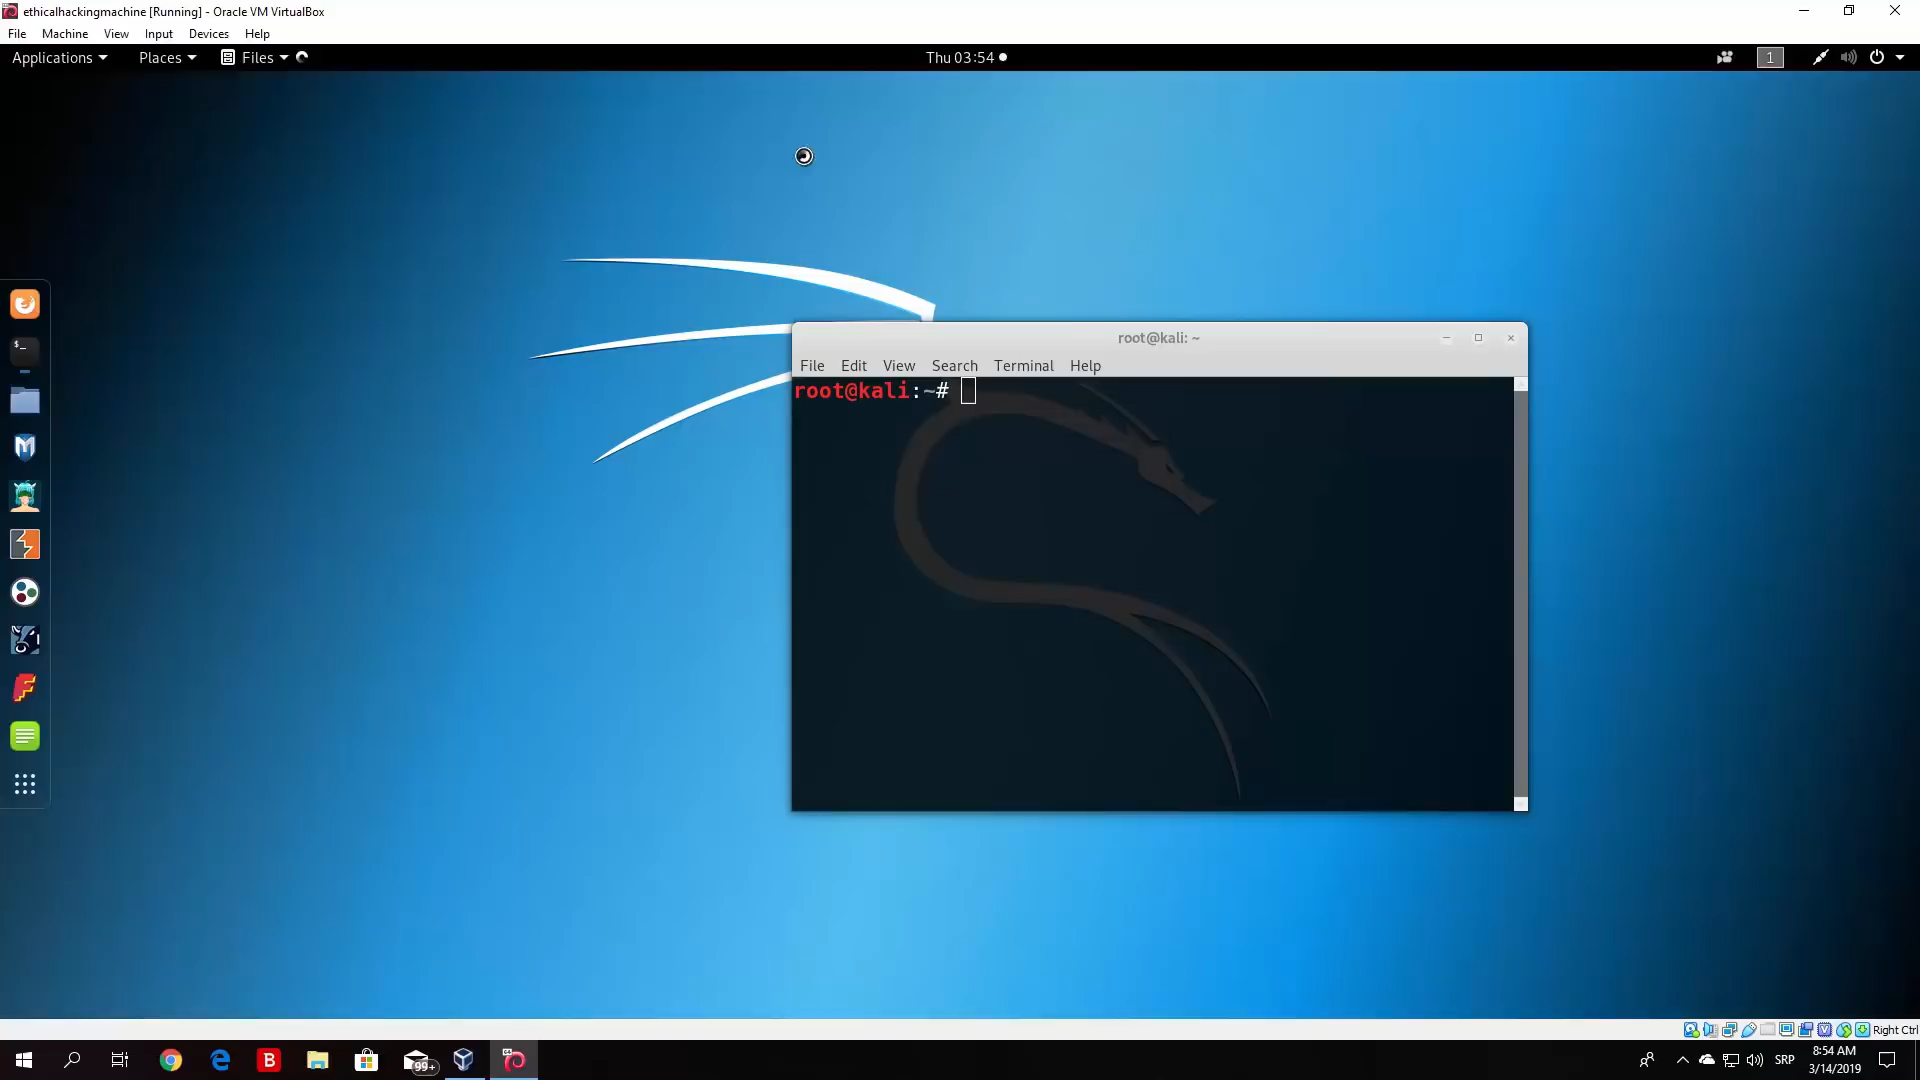 ethicalhackingmachine [Running] - Oracle VM VirtualBox
File Machine View Input Devices Help
Applications Places Files Thu 03:54 1
root@kali: ~
File Edit View Search Terminal Help
root@kali:~#
$_
F
Right Ctrl
B 99+ 64 SRP 8:54 AM
3/14/2019